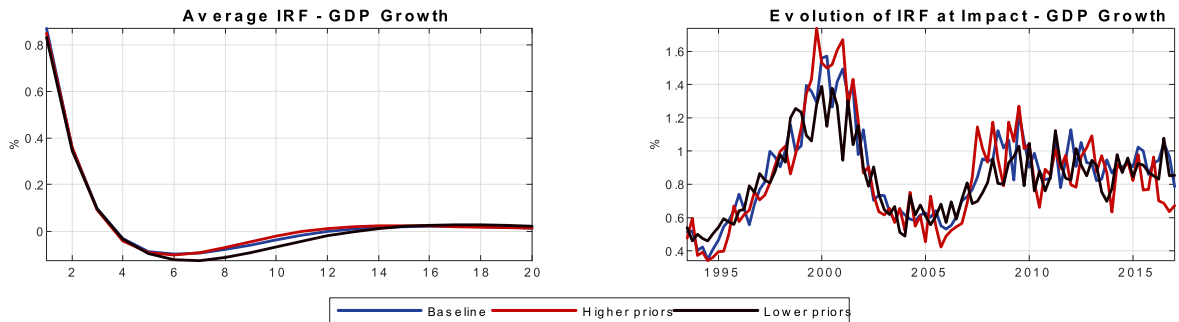 Average IRF - GDP Growth
Evolution of IRF at Impact - GDP Growth
%
0.8
0.6
0.4
0.2
0
2 4 6 8 10 12 14 16 18 20
%
1.6
1.4
1.2
1
0.8
0.6
0.4
1995 2000 2005 2010 2015
Baseline Higher priors Lower priors